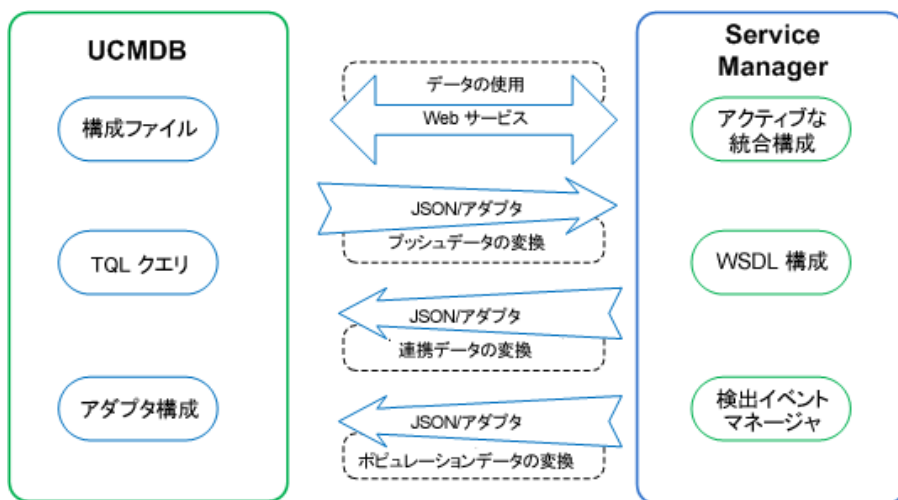 UCMDB
構成ファイル
TQL クエリ
アダプタ構成
データの使用
Web サービス
JSON/アダプタ
プッシュデータの変換
JSON/アダプタ
連携データの変換
JSON/アダプタ
ポピュレーションデータの変換
Service
Manager
アクティブな
統合構成
WSDL 構成
検出イベント
マネージャ